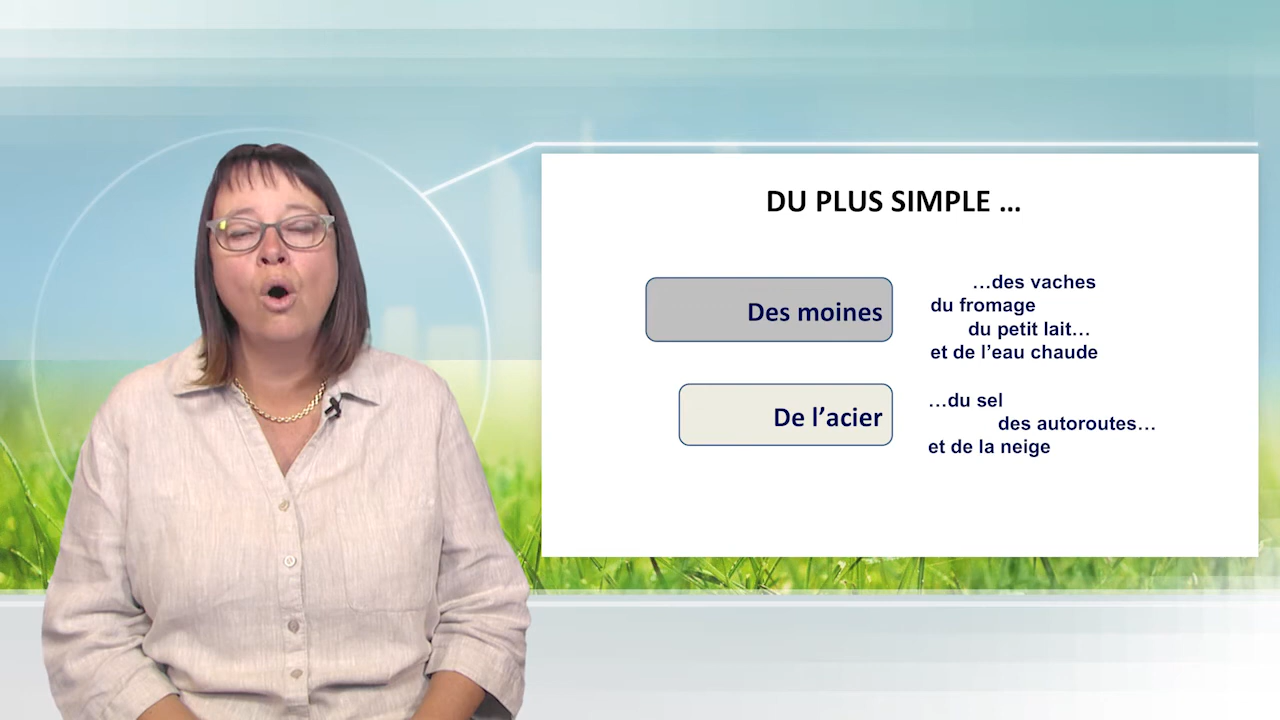 DU PLUS SIMPLE ...
Des moines
...des vaches
du fromage
du petit lait...
et de l’eau chaude
De l’acier
...du sel
des autoroutes...
et de la neige